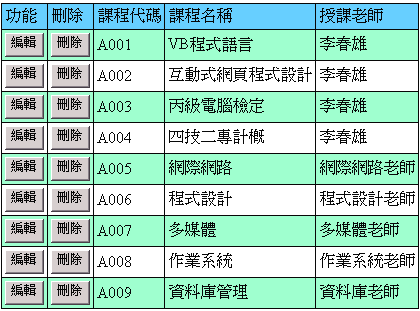 功能 刪除 課程代碼 課程名稱 授課老師
編輯 刪除 A001 VB程式語言 李春雄
編輯 刪除 A002 互動式網頁程式設計 李春雄
編輯 刪除 A003 丙級電腦檢定 李春雄
編輯 刪除 A004 四技二專計概 李春雄
編輯 刪除 A005 網際網路 網際網路老師
編輯 刪除 A006 程式設計 程式設計老師
編輯 刪除 A007 多媒體 多媒體老師
編輯 刪除 A008 作業系統 作業系統老師
編輯 刪除 A009 資料庫管理 資料庫老師